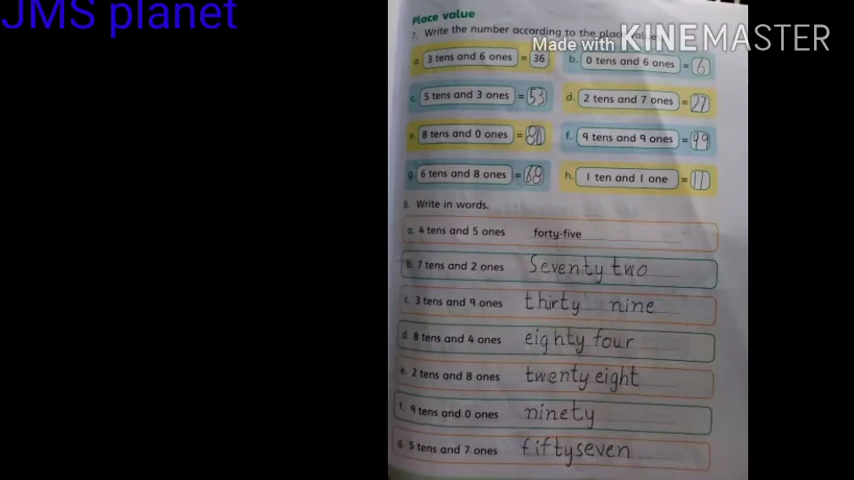 JMS planet
Made with KINEMASTER
Place value
7. Write the number according to the place value
a. 3 tens and 6 ones = 36 b. 0 tens and 6 ones = 6
c. 5 tens and 3 ones = 53 d. 2 tens and 7 ones = 27
e. 8 tens and 0 ones = 80 f. 9 tens and 9 ones = 99
g. 6 tens and 8 ones = 68 h. 1 ten and 1 one = 11
8. Write in words.
a. 4 tens and 5 ones forty-five
b. 7 tens and 2 ones Seventy two
c. 3 tens and 9 ones thirty nine
d. 8 tens and 4 ones eighty four
e. 2 tens and 8 ones twenty eight
f. 9 tens and 0 ones ninety
g. 5 tens and 7 ones fiftyseven